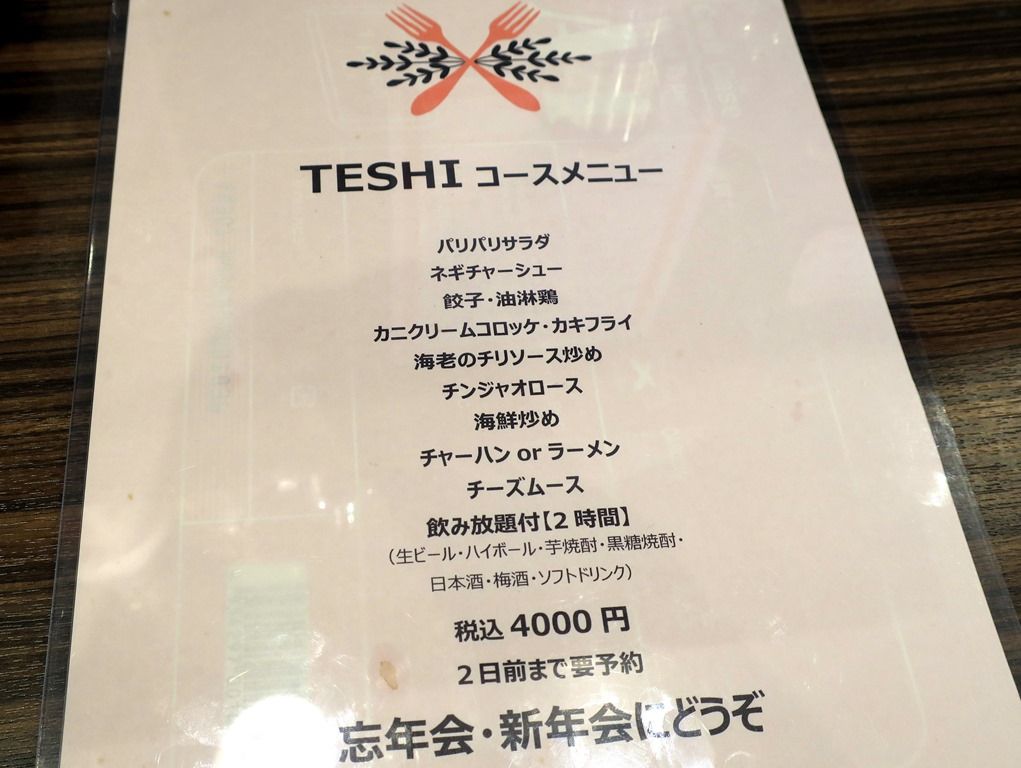 TESHI コースメニュー
パリパリサラダ
ネギチャーシュー
餃子・油淋鶏
カニクリームコロッケ・カキフライ
海老のチリソース炒め
チンジャオロース
海鮮炒め
チャーハン or ラーメン
チーズムース
飲み放題付【2時間】
（生ビール・ハイボール・芋焼酎・黒糖焼酎・
日本酒・梅酒・ソフトドリンク）
税込 4000 円
2日前まで要予約
忘年会・新年会にどうぞ